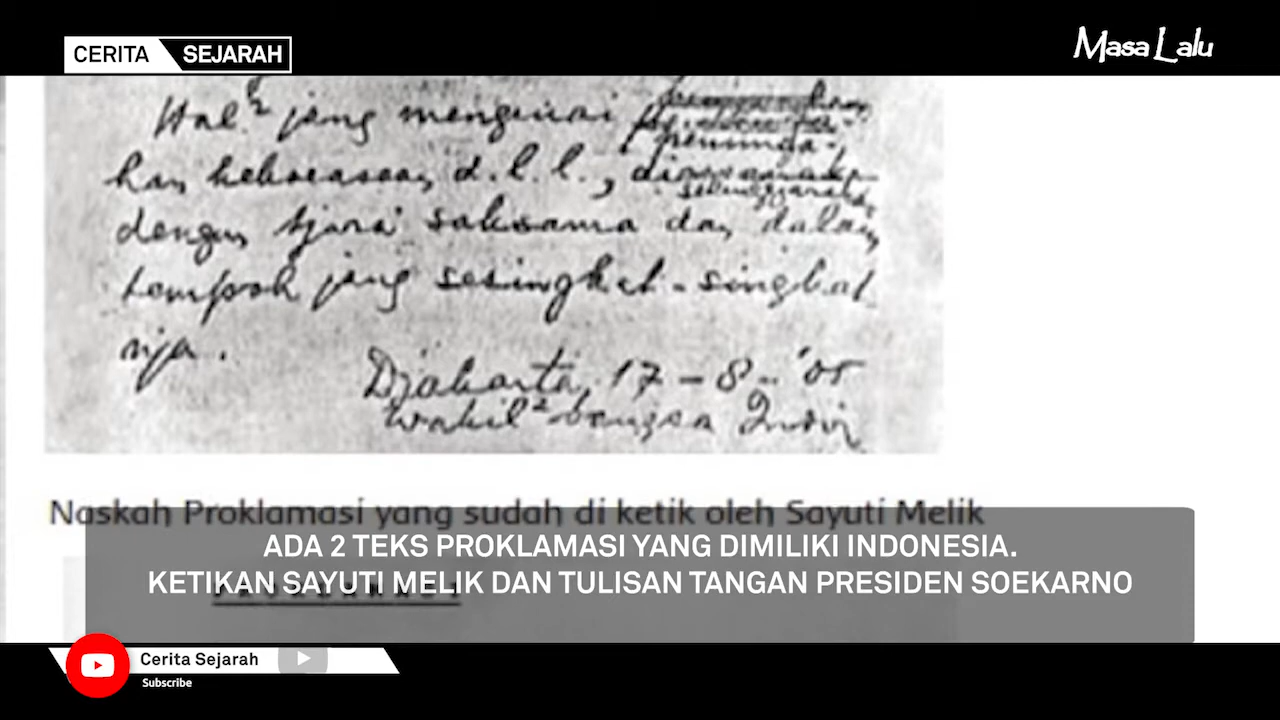 CERITA SEJARAH
Masa Lalu
Hal² jang mengenai
peminda-
han kekoeasaan d.l.l., diselenggarakan
dengan tjara saksama dan dalam
tempoh jang sesingkat-singkat
nja.
Djakarta, 17-8-'05
Wakil² bangsa Indon
Naskah Proklamasi yang sudah di ketik oleh Sayuti Melik
ADA 2 TEKS PROKLAMASI YANG DIMILIKI INDONESIA.
KETIKAN SAYUTI MELIK DAN TULISAN TANGAN PRESIDEN SOEKARNO
Cerita Sejarah
Subscribe